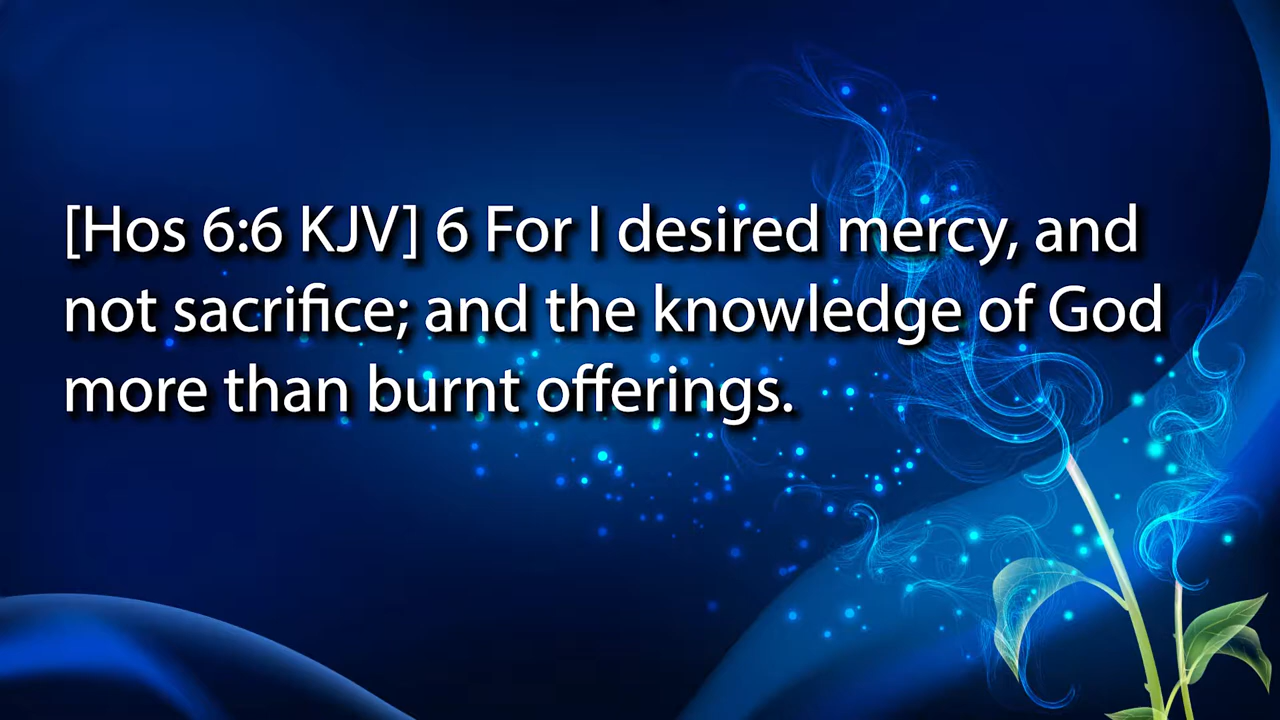 [Hos 6:6 KJV] 6 For I desired mercy, and
not sacrifice; and the knowledge of God
more than burnt offerings.